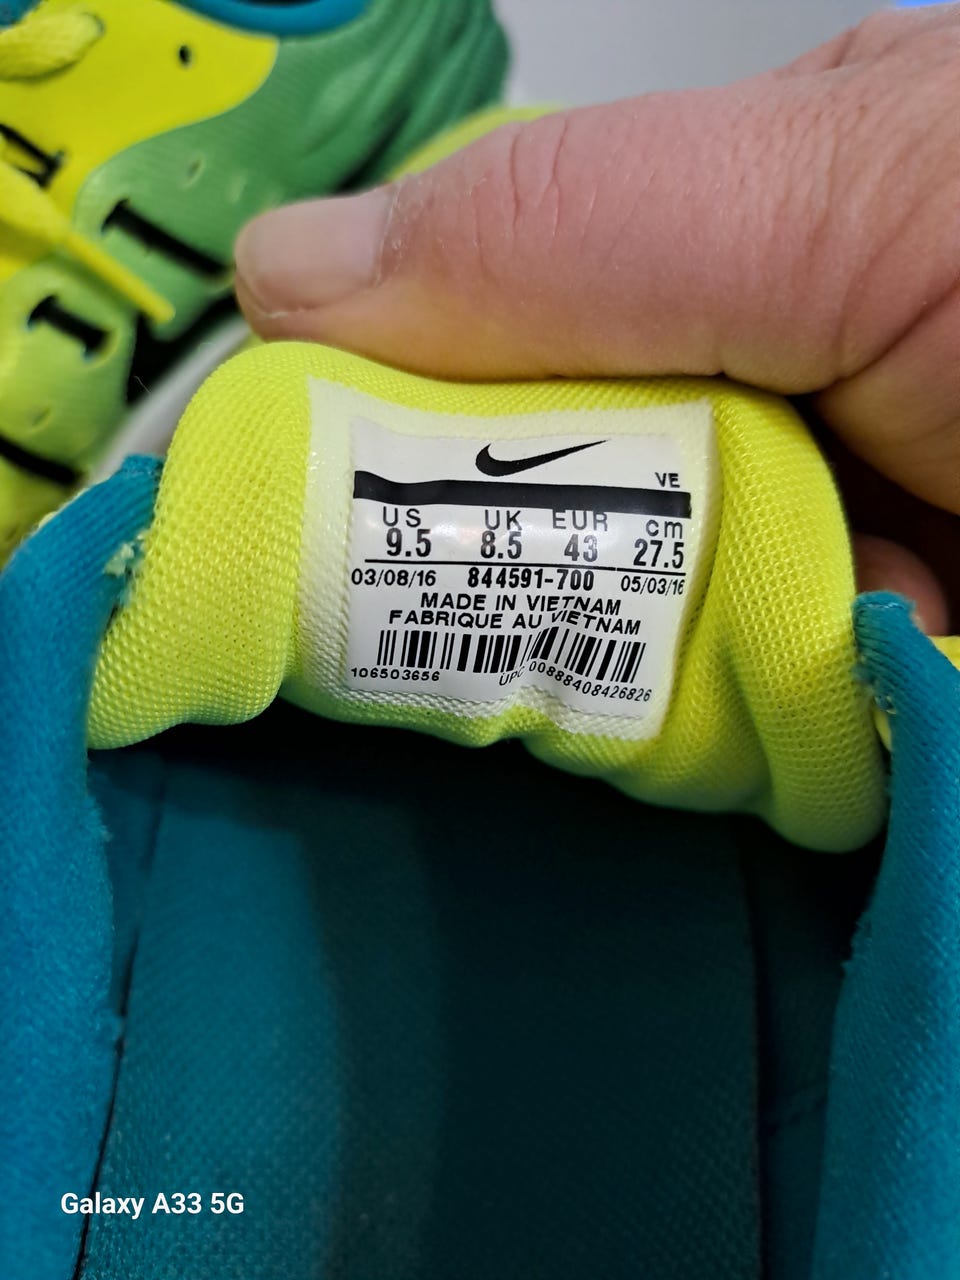 VE
US UK EUR cm
9.5 8.5 43 27.5
03/08/16 844591-700 05/03/16
MADE IN VIETNAM
FABRIQUE AU VIETNAM
106503656 UPC 00888408426826
Galaxy A33 5G